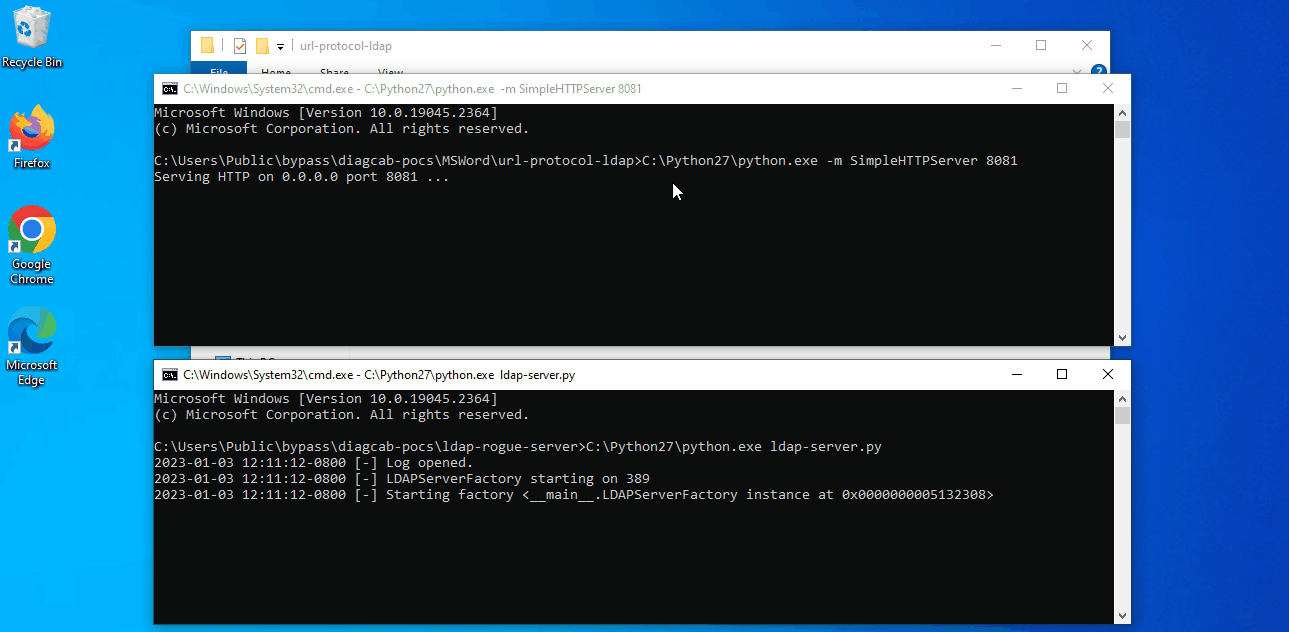 Recycle Bin
Firefox
Google
Chrome
Microsoft
Edge
url-protocol-ldap
File Home Share View
C:\Windows\System32\cmd.exe - C:\Python27\python.exe  -m SimpleHTTPServer 8081
Microsoft Windows [Version 10.0.19045.2364]
(c) Microsoft Corporation. All rights reserved.
C:\Users\Public\bypass\diagcab-pocs\MSWord\url-protocol-ldap>C:\Python27\python.exe -m SimpleHTTPServer 8081
Serving HTTP on 0.0.0.0 port 8081 ...
This PC
C:\Windows\System32\cmd.exe - C:\Python27\python.exe  ldap-server.py
Microsoft Windows [Version 10.0.19045.2364]
(c) Microsoft Corporation. All rights reserved.
C:\Users\Public\bypass\diagcab-pocs\ldap-rogue-server>C:\Python27\python.exe ldap-server.py
2023-01-03 12:11:12-0800 [-] Log opened.
2023-01-03 12:11:12-0800 [-] LDAPServerFactory starting on 389
2023-01-03 12:11:12-0800 [-] Starting factory <__main__.LDAPServerFactory instance at 0x0000000005132308>